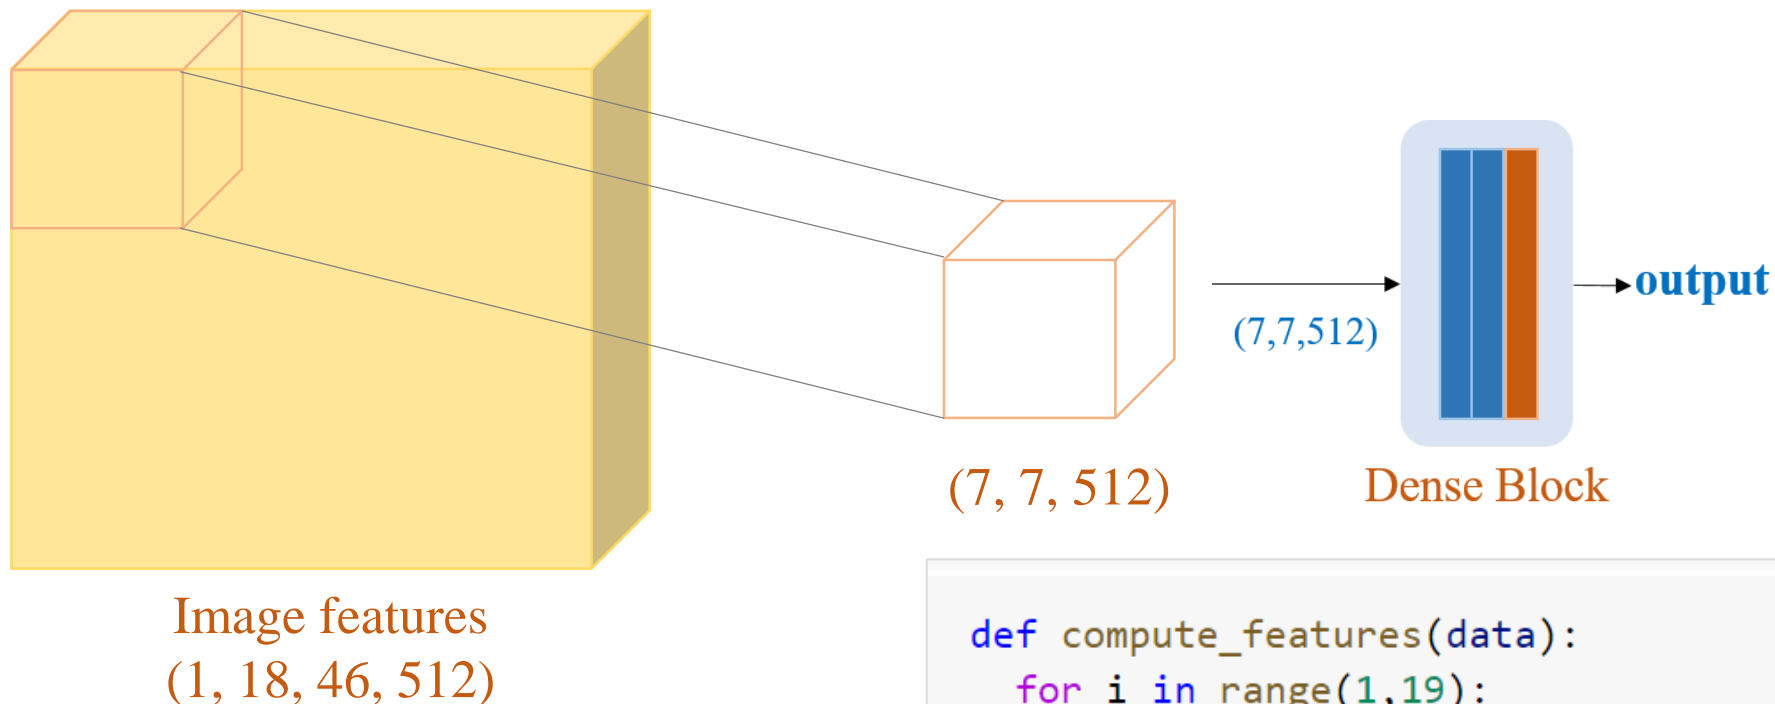 output
(7,7,512)
(7, 7, 512)
Dense Block
Image features
(1, 18, 46, 512)
def compute_features(data):
  for i in range(1,19):